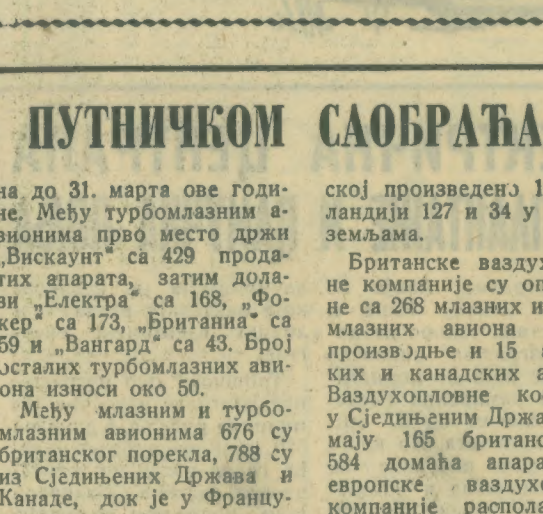 ПУТНИЧКОМ САОБРАЋА
на до 31. марта ове годи-
не. Међу турбомлазним а-
вионима прво место држи
„Вискаунт“ са 429 прода-
тих апарата, затим дола-
зи „Електра“ са 168, „Фо-
кер“ са 173, „Британиа“ са
59 и „Вангард“ са 43. Број
осталих турбомлазних ави-
она износи око 50.
Међу млазним и турбо-
млазним авионима 676 су
британског порекла, 788 су
из Сједињених Држава и
Канаде, док је у Францу-
ској произведено 1
ландији 127 и 34 у
земљама.
Британске ваздух
не компаније су оп
не са 268 млазних и
млазних авиона
производње и 15 а
ких и канадских а
Ваздухопловне ко
у Сједињеним Држа
мају 165 британс
584 домаћа апара
европске ваздухо
компаније распола